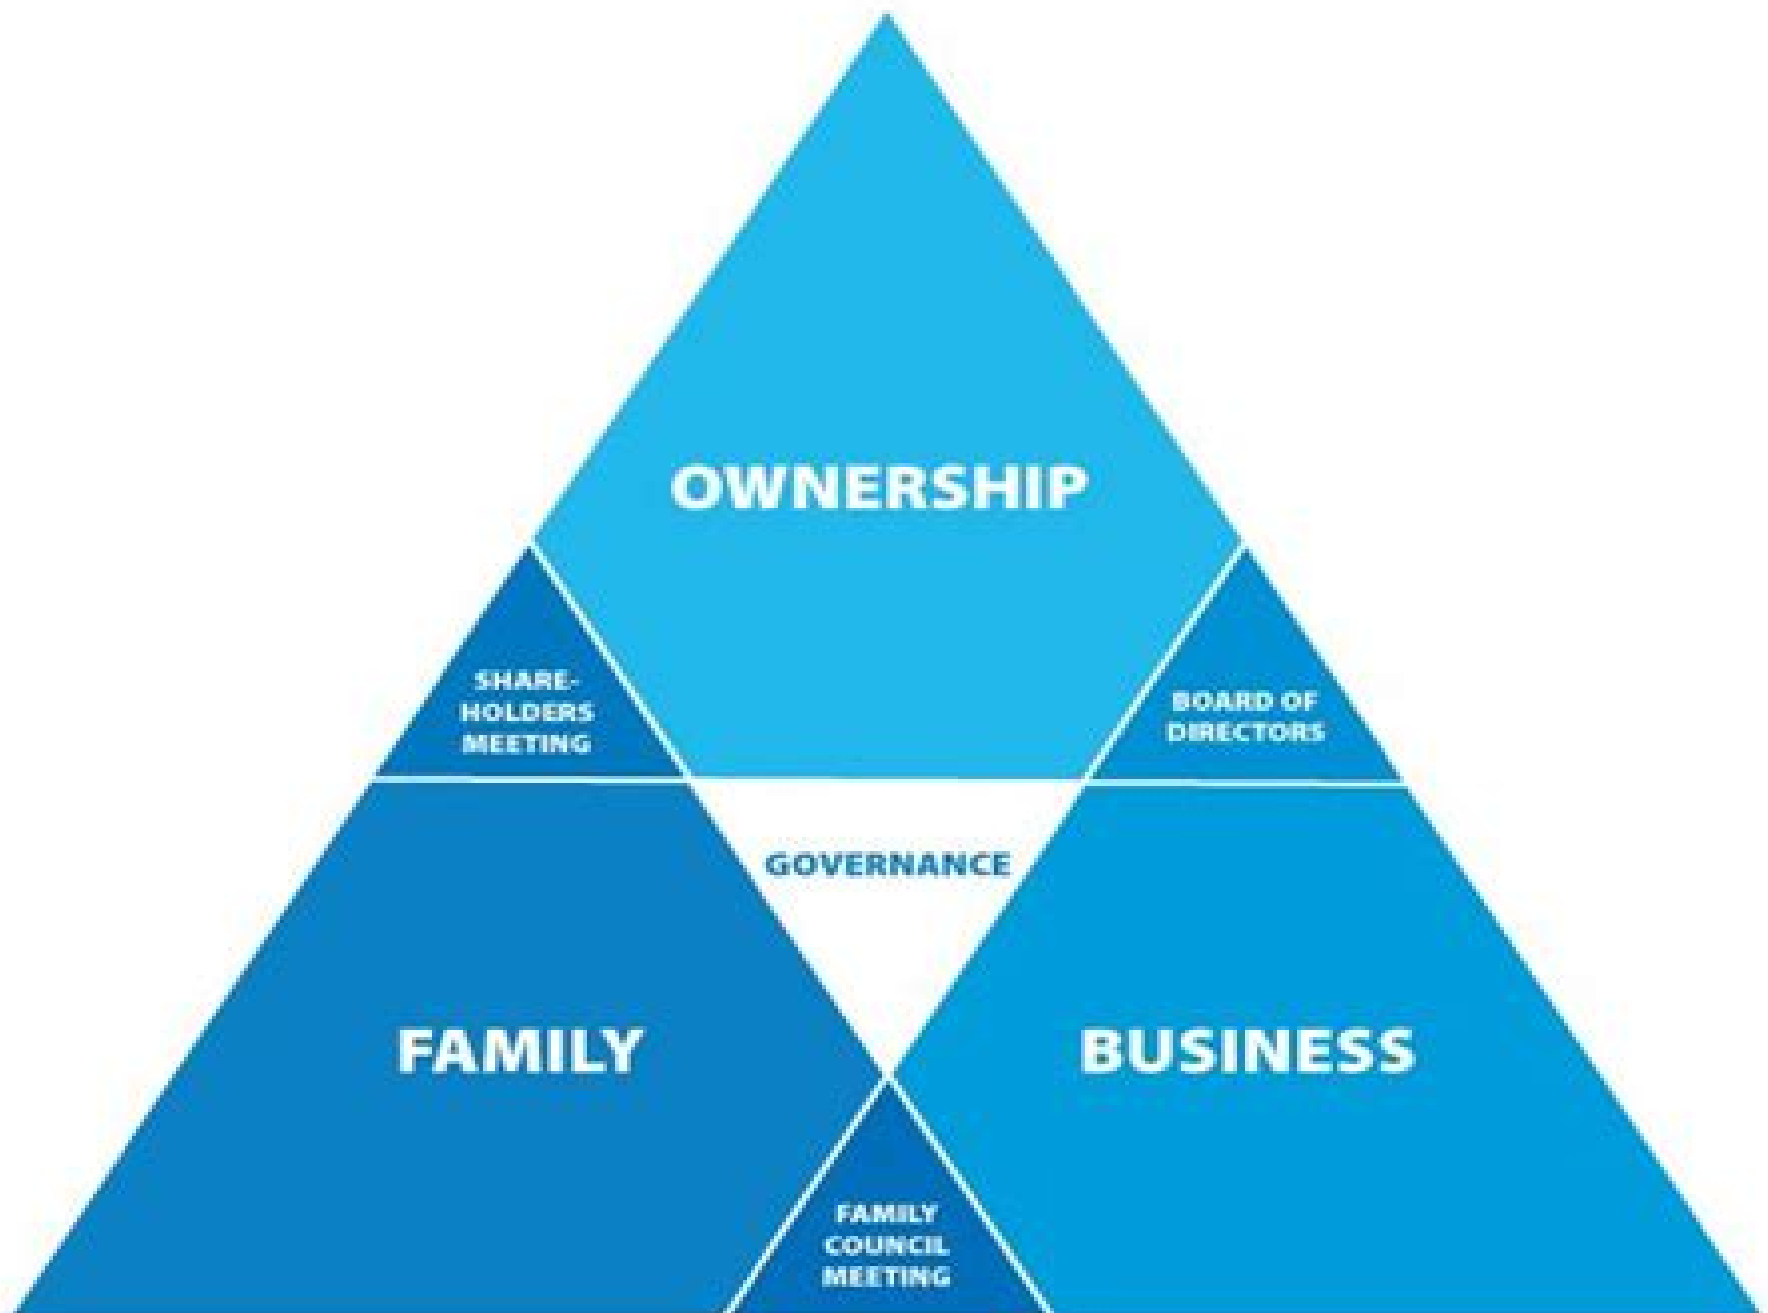 OWNERSHIP
SHARE-
HOLDERS
MEETING
BOARD OF
DIRECTORS
GOVERNANCE
FAMILY
BUSINESS
FAMILY
COUNCIL
MEETING